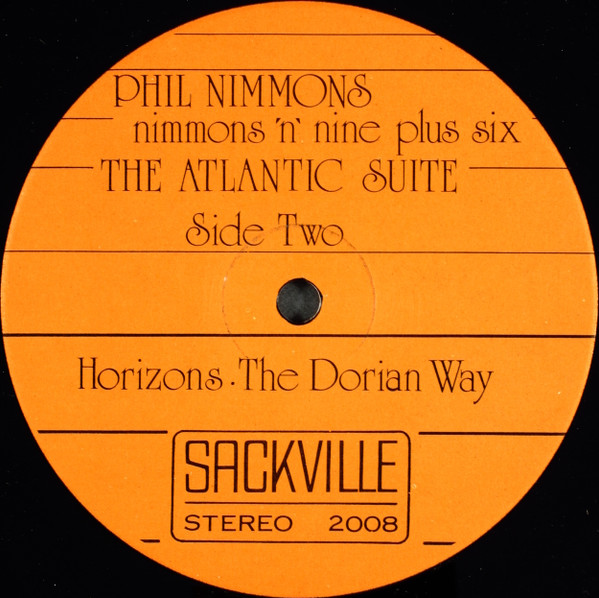 PHIL NIMMONS
nimmons 'n' nine plus six
THE ATLANTIC SUITE
Side Two
Horizons . The Dorian Way
SACKVILLE
STEREO 2008